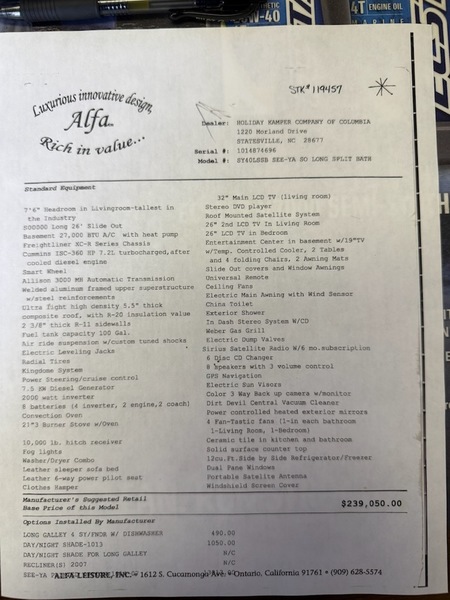 4T ENGINE OIL
W-40
MARINE
STK# 119457
Luxurious innovative design,
Alfa
Rich in value...
Dealer: HOLIDAY KAMPER COMPANY OF COLUMBIA
1220 Morland Drive
STATESVILLE, NC 28677
Serial #: 1014874696
Model #: SY40LSSB SEE-YA SO LONG SPLIT BATH
Standard Equipment
7'6" Headroom in Livingroom-tallest in
the Industry
Long 26' Slide Out
Basement 27,000 BTU A/C with heat pump
Freightliner XC-R Series Chassis
Cummins ISC-360 HP 7.2L turbocharged,after
cooled diesel engine
Smart Wheel
Allison 3000 MH Automatic Transmission
Welded aluminum framed upper superstructure
w/steel reinforcements
Ultra light high density 5.5" thick
composite roof, with R-20 insulation value
2 3/8" thick R-11 sidewalls
Fuel tank capacity 100 Gal.
Air ride suspension w/custom tuned shocks
Electric Leveling Jacks
Radial Tires
Kingdome System
Power Steering/cruise control
7.5 KW Diesel Generator
2000 watt inverter
8 batteries (4 inverter, 2 engine,2 coach)
Convection Oven
21"3 Burner Stove w/Oven
10,000 lb. hitch receiver
Fog lights
Washer/Dryer Combo
Leather sleeper sofa bed
Leather 6-way power pilot seat
Clothes Hamper
32" Main LCD TV (living room)
Stereo DVD player
Roof Mounted Satellite System
26" 2nd LCD TV In Living Room
26" LCD TV in Bedroom
Entertainment Center in basement w/19"TV
w/Temp. Controlled Cooler, 2 Tables
and 4 folding Chairs, 2 Awning Mats
Slide Out covers and Window Awnings
Universal Remote
Ceiling Fans
Electric Main Awning with Wind Sensor
China Toilet
Exterior Shower
In Dash Stereo System W/CD
Weber Gas Grill
Electric Dump Valves
Sirius Satellite Radio W/6 mo.subscription
6 Disc CD Changer
8 speakers with 3 volume control
GPS Navigation
Electric Sun Visors
Color 3 Way Back up camera w/monitor
Dirt Devil Central Vacuum Cleaner
Power controlled heated exterior mirrors
4 Fan-Tastic fans (1-in each bathroom
1-Living Room, 1-Bedroom)
Ceramic tile in kitchen and bathroom
Solid surface counter top
12cu.Ft.Side by Side Refrigerator/Freezer
Dual Pane Windows
Portable Satellite Antenna
Windshield Screen Cover
Manufacturer's Suggested Retail
Base Price of this Model
$239,050.00
Options Installed By Manufacturer
LONG GALLEY 4 SY/FWDR W/ DISHWASHER 490.00
DAY/NIGHT SHADE-1013 1050.00
DAY/NIGHT SHADE FOR LONG GALLEY N/C
RECLINER(S) 2007 N/C
SEE-YA
ALFA LEISURE, INC. • 1612 S. Cucamonga Ave. • Ontario, California 91761 • (909) 628-5574